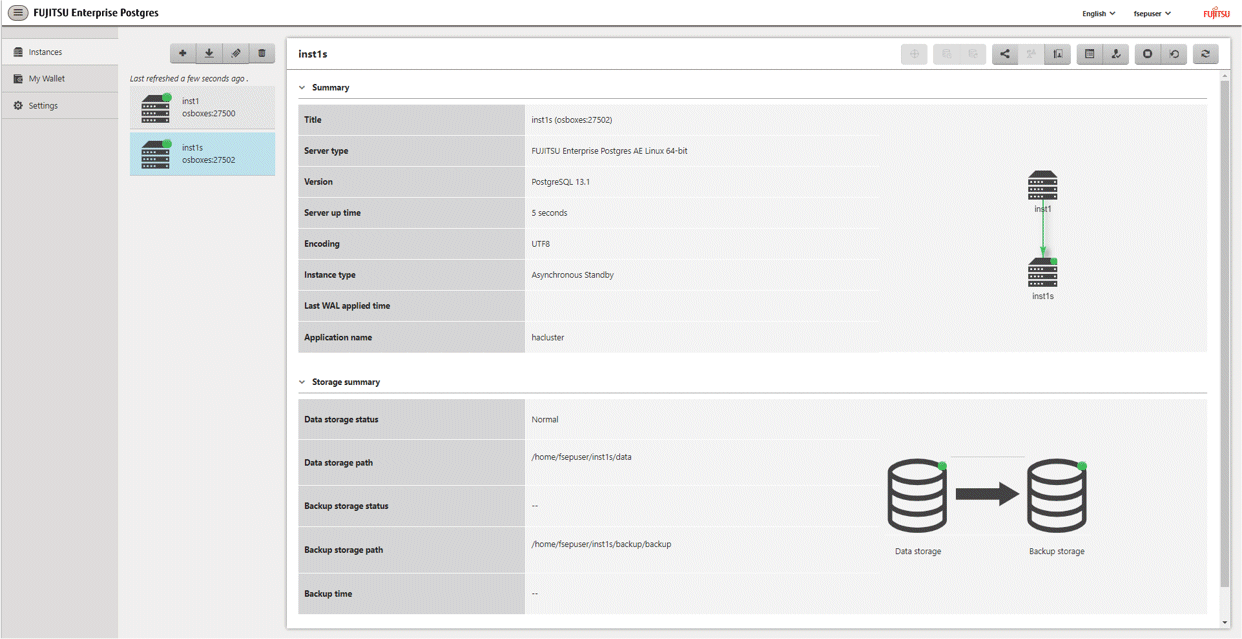 FUJITSU Enterprise Postgres
English
fsepuser
FUJITSU
Instances
My Wallet
Settings
Last refreshed a few seconds ago .
inst1
osboxes:27500
inst1s
osboxes:27502
inst1s
Summary
Title inst1s (osboxes:27502)
Server type FUJITSU Enterprise Postgres AE Linux 64-bit
Version PostgreSQL 13.1
Server up time 5 seconds
Encoding UTF8
Instance type Asynchronous Standby
Last WAL applied time
Application name hacluster
inst1
inst1s
Storage summary
Data storage status Normal
Data storage path /home/fsepuser/inst1s/data
Backup storage status --
Backup storage path /home/fsepuser/inst1s/backup/backup
Backup time --
Data storage
Backup storage